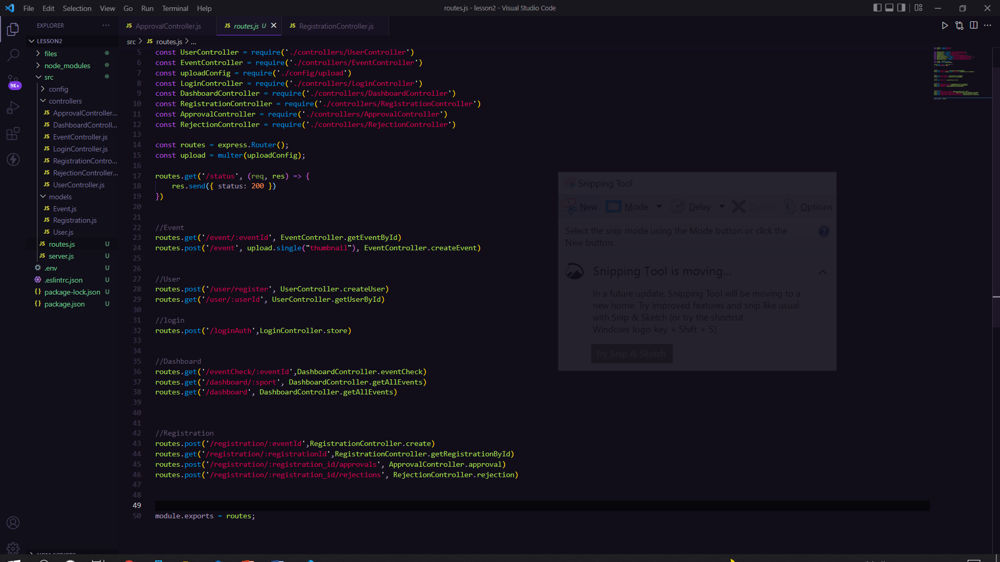 File Edit Selection View Go Run Terminal Help
routes.js - lesson2 - Visual Studio Code
EXPLORER
LESSON2
files
node_modules
src
config
controllers
JS ApprovalController...
JS DashboardControll...
JS EventController.js
JS LoginController.js
JS RegistrationContro...
JS RejectionController...
JS UserController.js
models
JS Event.js
JS Registration.js
JS User.js
JS routes.js U
JS server.js U
.env U
.eslintrc.json U
{} package-lock.json U
{} package.json U
9K+
JS ApprovalController.js
JS routes.js U
JS RegistrationController.js
src > JS routes.js > ...
5 const UserController = require('./controllers/UserController')
6 const EventController = require('./controllers/EventController')
7 const uploadConfig = require('./config/upload')
8 const LoginController = require('./controllers/LoginController')
9 const DashboardController = require('./controllers/DashboardController')
10 const RegistrationController = require('./controllers/RegistrationController')
11 const ApprovalController = require('./controllers/ApprovalController')
12 const RejectionController = require('./controllers/RejectionController')
13
14 const routes = express.Router();
15 const upload = multer(uploadConfig);
16
17 routes.get('/status', (req, res) => {
18 res.send({ status: 200 })
19 })
20
21
22 //Event
23 routes.get('/event/:eventId', EventController.getEventById)
24 routes.post('/event', upload.single("thumbnail"), EventController.createEvent)
25
26
27 //User
28 routes.post('/user/register', UserController.createUser)
29 routes.get('/user/:userId', UserController.getUserById)
30
31 //login
32 routes.post('/loginAuth',LoginController.store)
33
34
35 //Dashboard
36 routes.get('/eventCheck/:eventId',DashboardController.eventCheck)
37 routes.get('/dashboard/:sport', DashboardController.getAllEvents)
38 routes.get('/dashboard', DashboardController.getAllEvents)
39
40
41
42 //Registration
43 routes.post('/registration/:eventId',RegistrationController.create)
44 routes.get('/registration/:registrationId',RegistrationController.getRegistrationById)
45 routes.post('/registration/:registration_id/approvals', ApprovalController.approval)
46 routes.post('/registration/:registration_id/rejections', RejectionController.rejection)
47
48
49
50 module.exports = routes;
Snipping Tool
New Mode Delay Cancel Options
Select the snip mode using the Mode button or click the
New button.
Snipping Tool is moving...
In a future update, Snipping Tool will be moving to a
new home. Try improved features and snip like usual
with Snip & Sketch (or try the shortcut
Windows logo key + Shift + S).
Try Snip & Sketch
NPM SCRIPTS